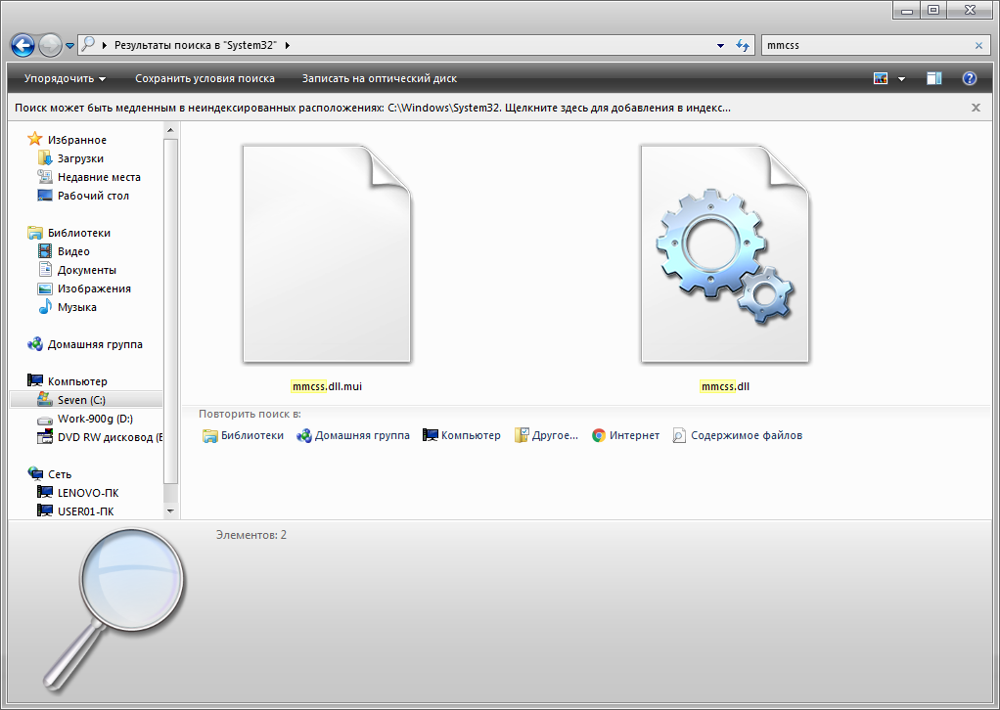 Результаты поиска в "System32"
mmcss
Упорядочить
Сохранить условия поиска
Записать на оптический диск
Поиск может быть медленным в неиндексированных расположениях: C:\Windows\System32. Щелкните здесь для добавления в индекс...
Избранное
Загрузки
Недавние места
Рабочий стол
Библиотеки
Видео
Документы
Изображения
Музыка
Домашняя группа
Компьютер
Seven (C:)
Work-900g (D:)
DVD RW дисковод (E
Сеть
LENOVO-ПК
USER01-ПК
mmcss.dll.mui
mmcss.dll
Повторить поиск в:
Библиотеки
Домашняя группа
Компьютер
Другое...
Интернет
Содержимое файлов
Элементов: 2